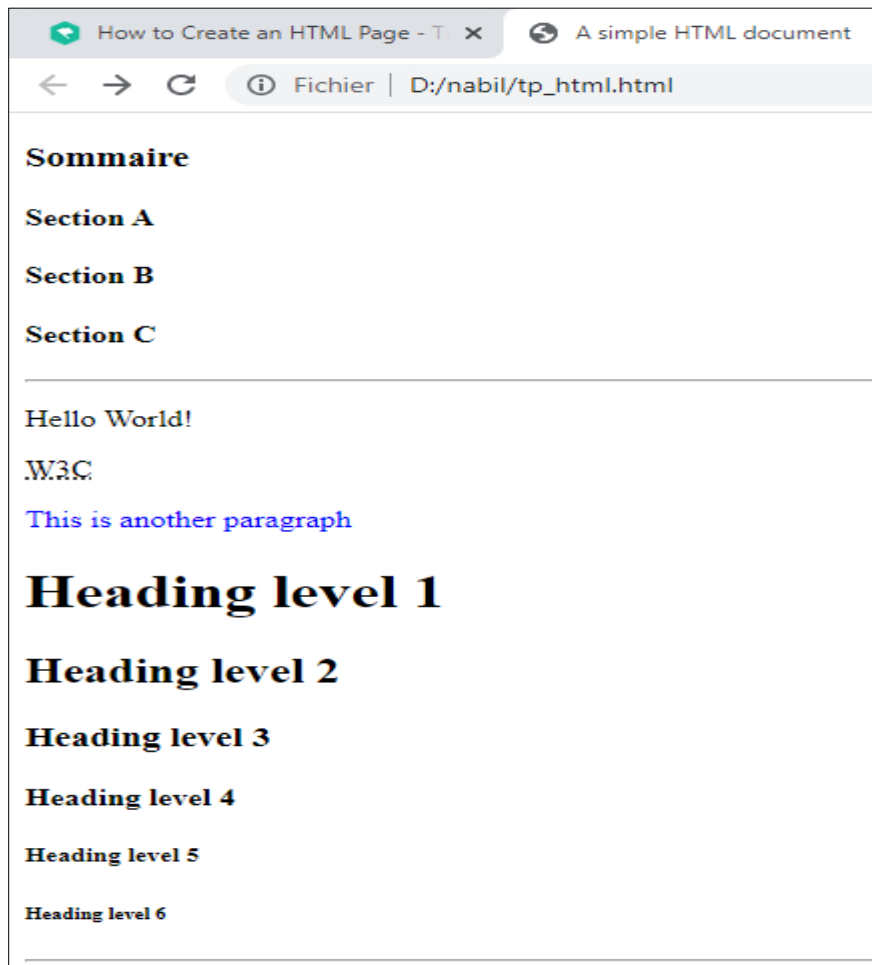 How to Create an HTML Page - T
A simple HTML document
Fichier | D:/nabil/tp_html.html
Sommaire
Section A
Section B
Section C
Hello World!
W3C
This is another paragraph
Heading level 1
Heading level 2
Heading level 3
Heading level 4
Heading level 5
Heading level 6